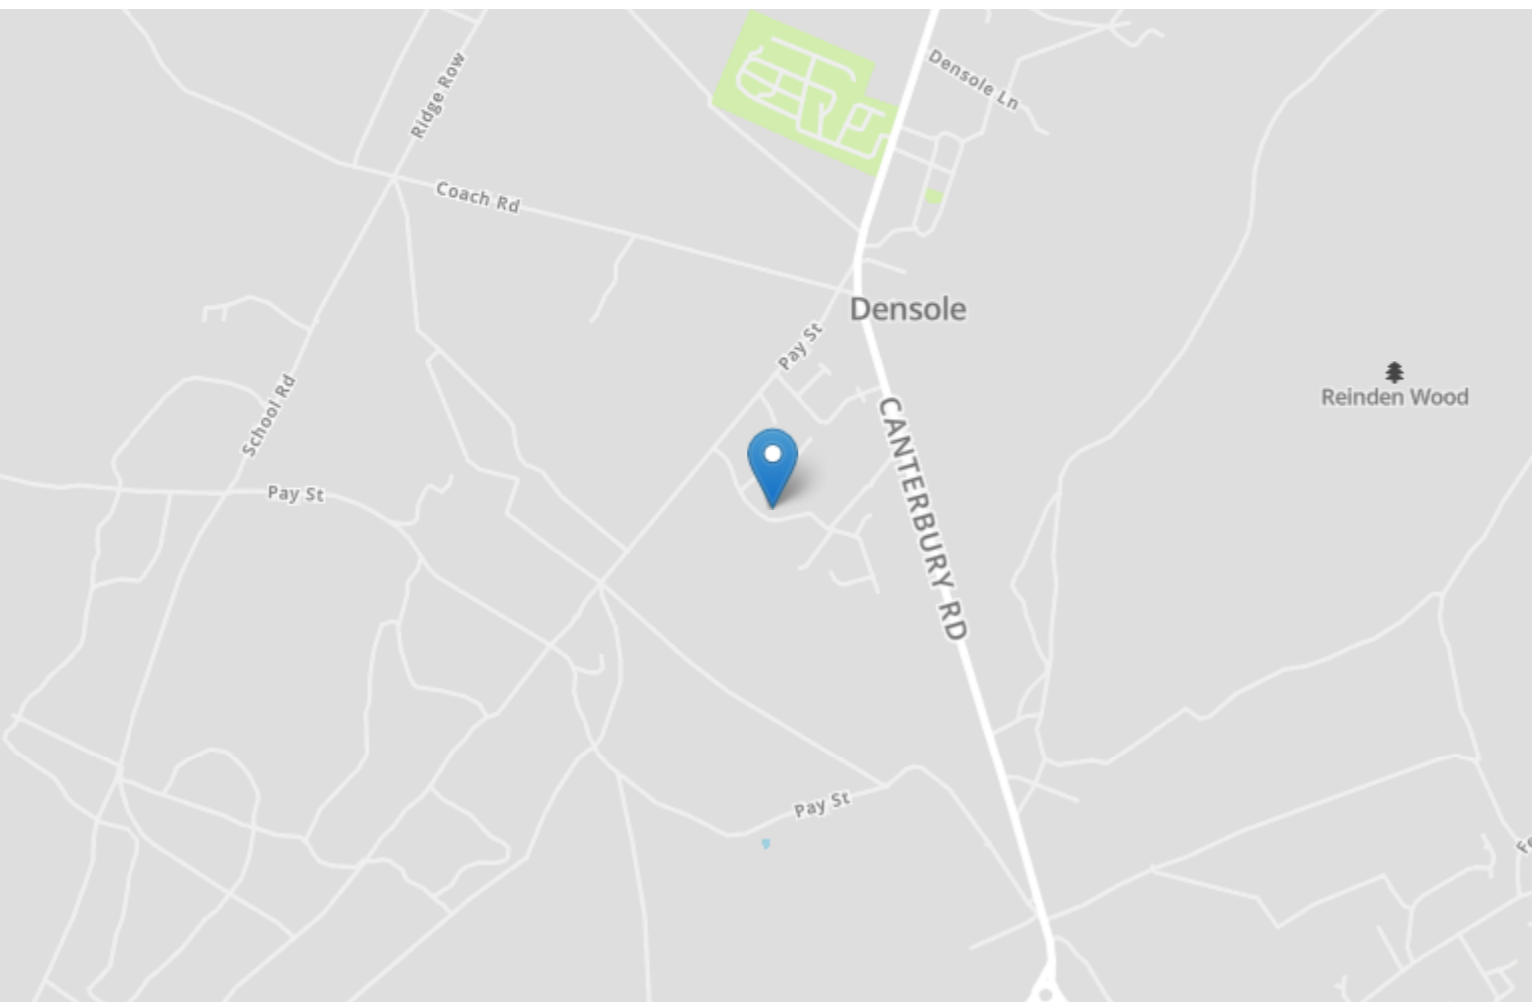 Ridge Row
Densole Ln
Coach Rd
Densole
Pay St
Reinden Wood
School Rd
CANTERBURY RD
Pay St
Pay St